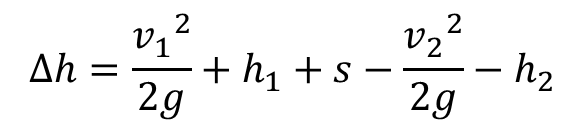 Δh = v₁²/2g + h₁ + s − v₂²/2g − h₂